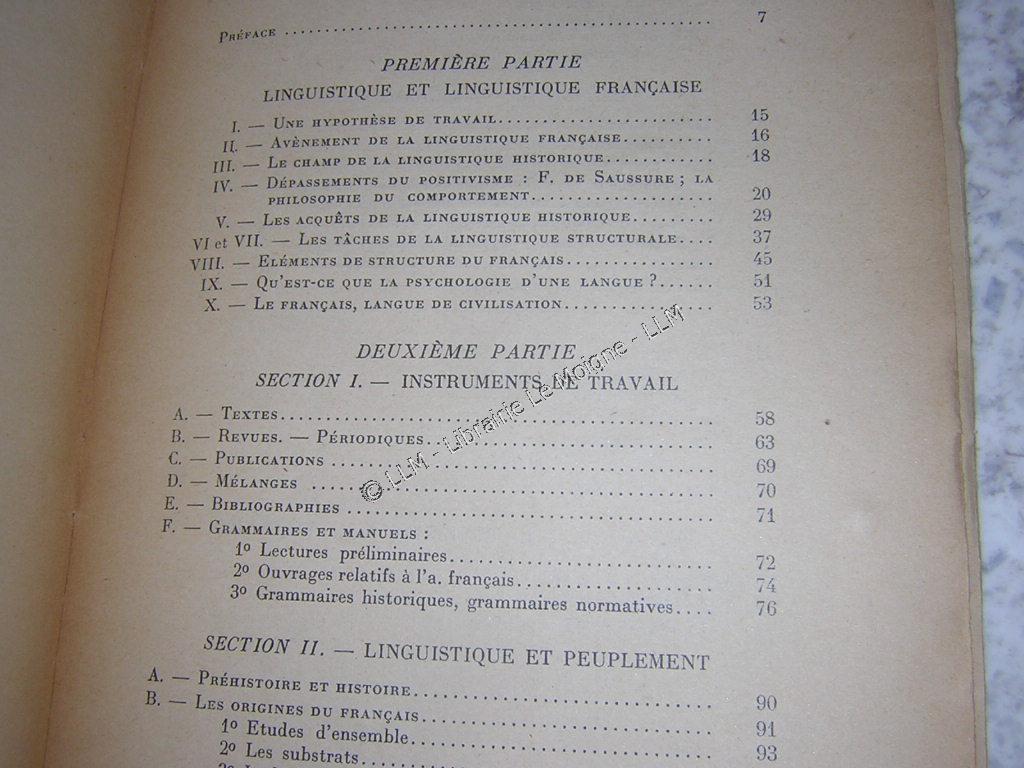 PRÉFACE ........ 7
PREMIÈRE PARTIE
LINGUISTIQUE ET LINGUISTIQUE FRANÇAISE
I. — UNE HYPOTHÈSE DE TRAVAIL........ 15
II. — AVÈNEMENT DE LA LINGUISTIQUE FRANÇAISE........ 16
III. — LE CHAMP DE LA LINGUISTIQUE HISTORIQUE........ 18
IV. — DÉPASSEMENTS DU POSITIVISME : F. DE SAUSSURE ; LA
PHILOSOPHIE DU COMPORTEMENT........ 20
V. — LES ACQUÊTS DE LA LINGUISTIQUE HISTORIQUE........ 29
VI et VII. — LES TÂCHES DE LA LINGUISTIQUE STRUCTURALE.... 37
VIII. — ELÉMENTS DE STRUCTURE DU FRANÇAIS........ 45
IX. — QU'EST-CE QUE LA PSYCHOLOGIE D'UNE LANGUE ?...... 51
X. — LE FRANÇAIS, LANGUE DE CIVILISATION........ 53
DEUXIÈME PARTIE
SECTION I. — INSTRUMENTS DE TRAVAIL
A. — TEXTES........ 58
B. — REVUES. — PÉRIODIQUES........ 63
C. — PUBLICATIONS ........ 69
D. — MÉLANGES ........ 70
E. — BIBLIOGRAPHIES ........ 71
F. — GRAMMAIRES ET MANUELS :
1º Lectures préliminaires........ 72
2º Ouvrages relatifs à l'a. français........ 74
3º Grammaires historiques, grammaires normatives.... 76
SECTION II. — LINGUISTIQUE ET PEUPLEMENT
A. — PRÉHISTOIRE ET HISTOIRE........ 90
B. — LES ORIGINES DU FRANÇAIS........ 91
1º Etudes d'ensemble........ 93
2º Les substrats........
© LLM - Librairie Le Moigne - LLM